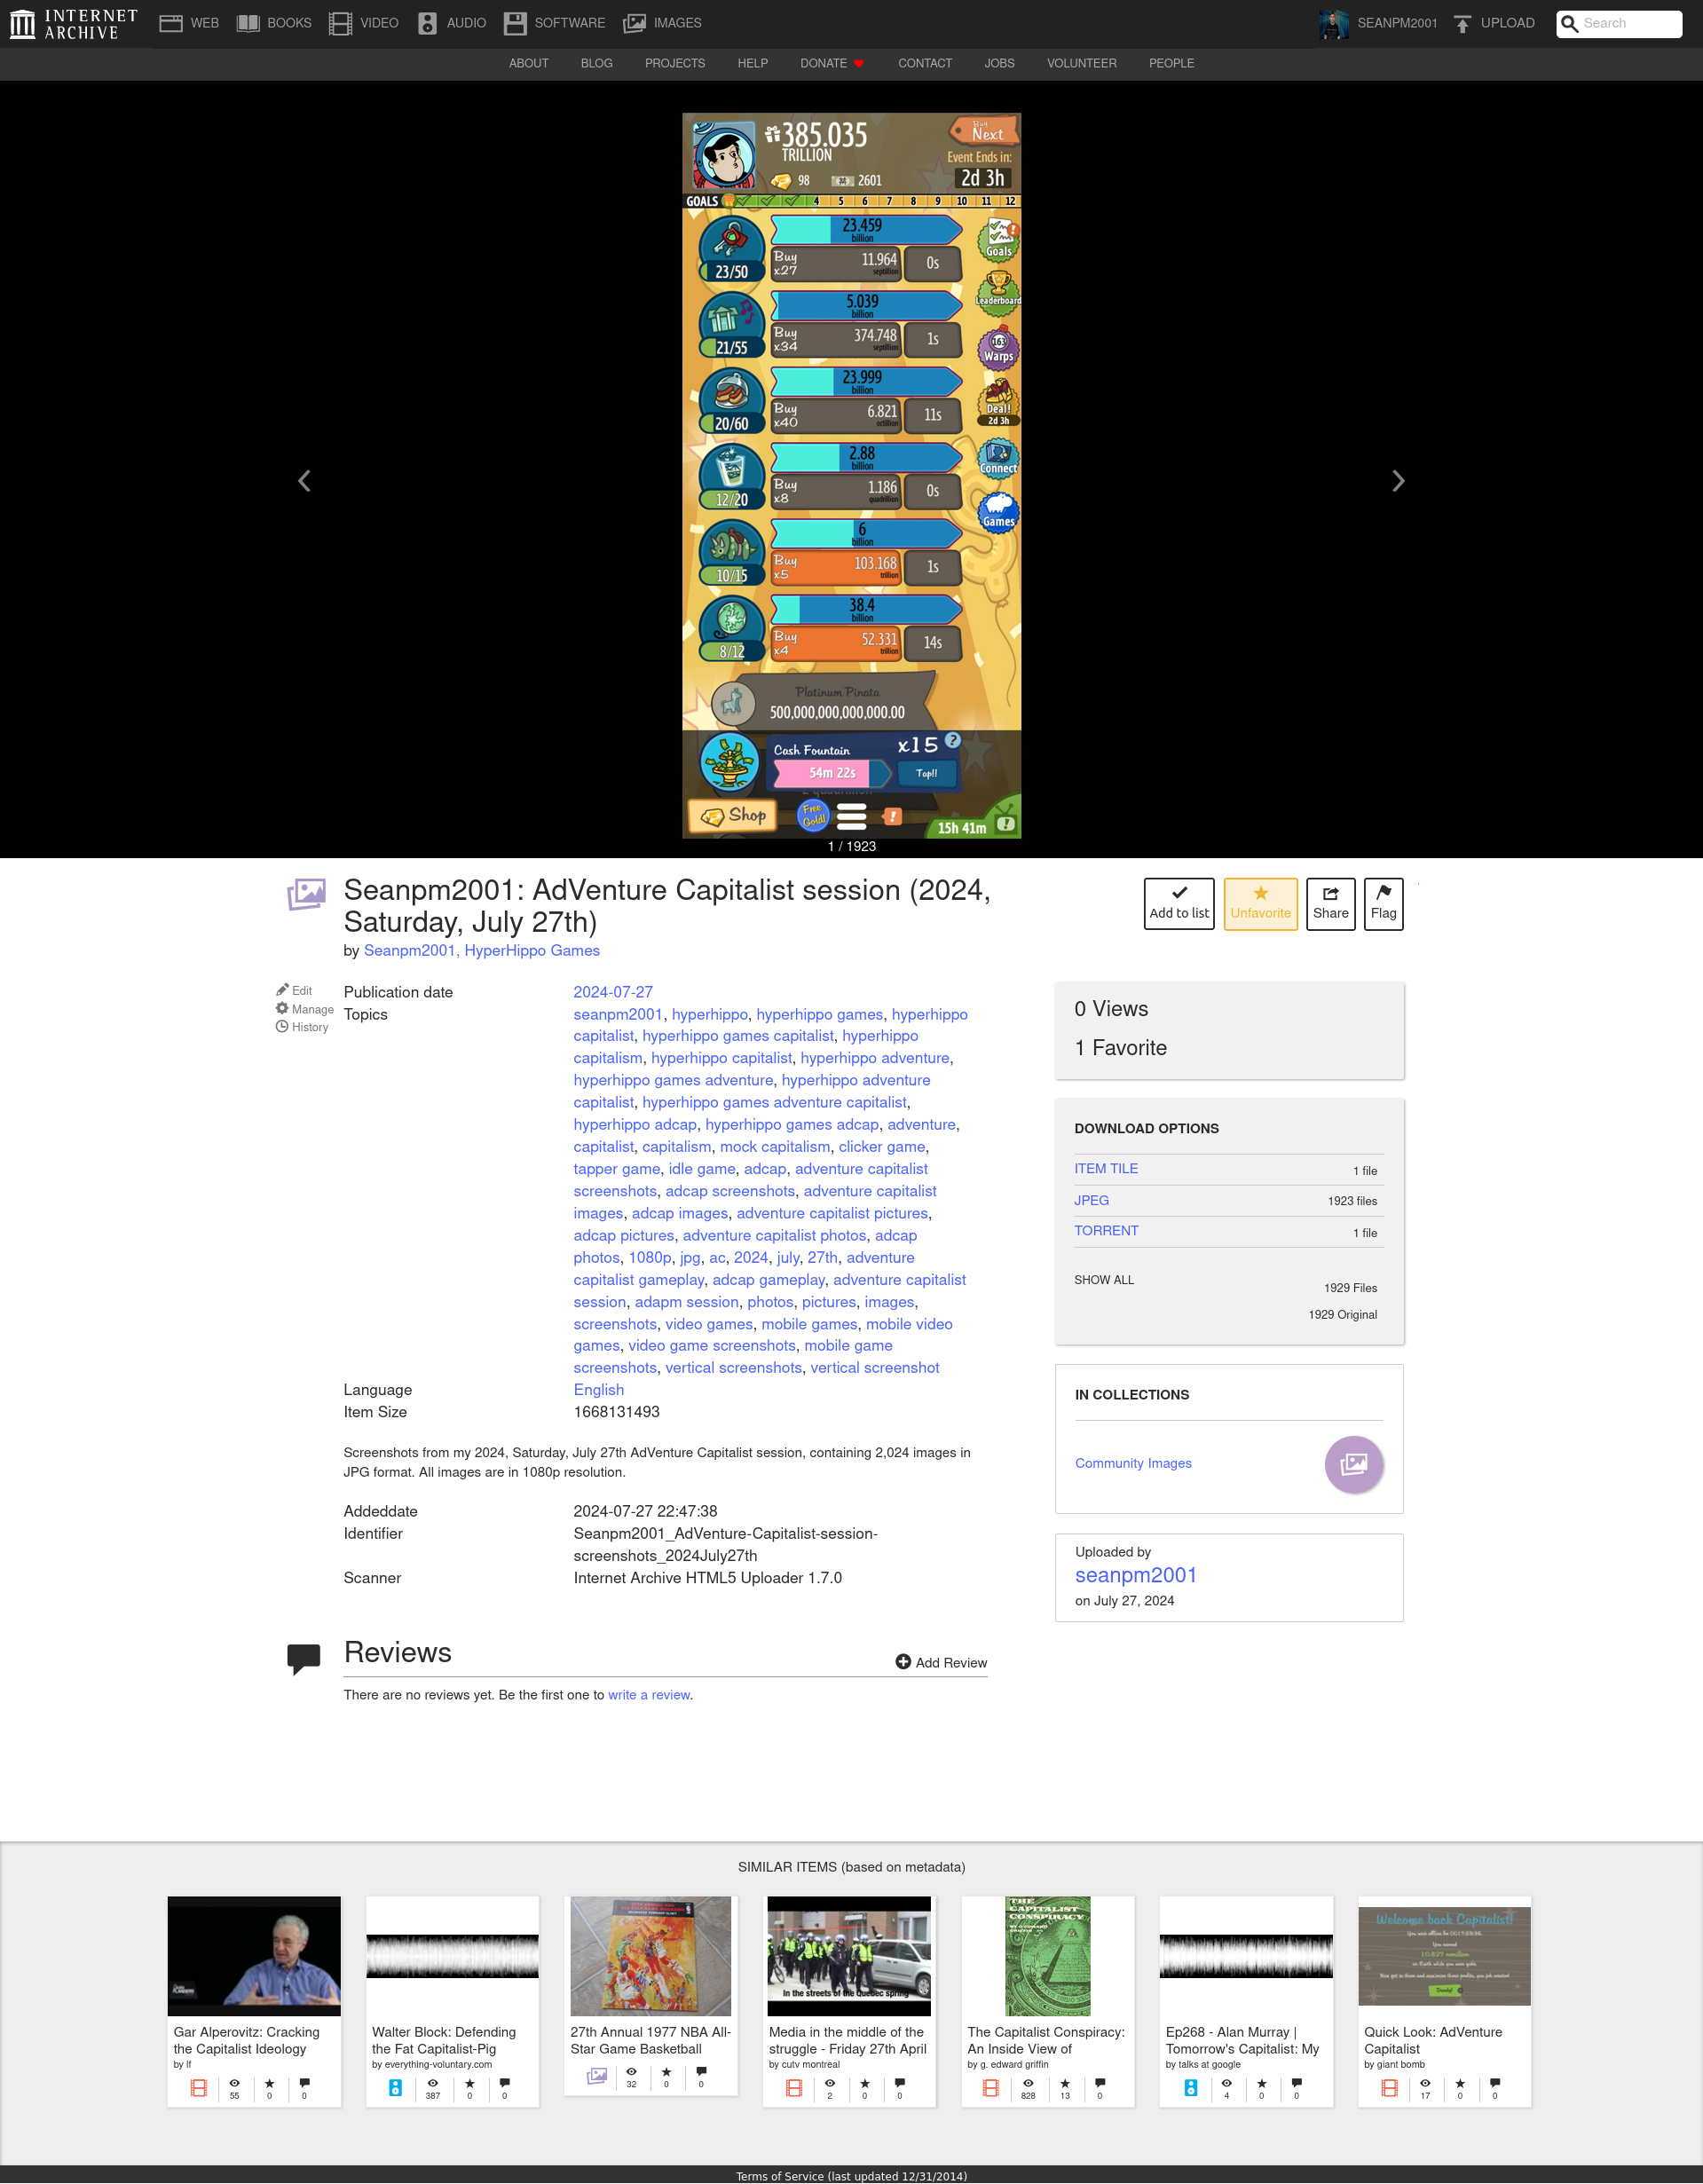 INTERNET ARCHIVE
WEB BOOKS VIDEO AUDIO SOFTWARE IMAGES
SEANPM2001 UPLOAD Search
ABOUT BLOG PROJECTS HELP DONATE CONTACT JOBS VOLUNTEER PEOPLE
385.035
TRILLION
98 2601
Buy
Next
Event Ends in:
2d 3h
GOALS 4 5 6 7 8 9 10 11 12
23.459
billion
23/50
Buy
x27
11.964
septillion
0s
Goals
5.039
billion
21/55
Buy
x34
374.748
septillion
1s
Leaderboard
163
Warps
23.999
billion
20/60
Buy
x40
6.821
octillion
11s
Deal!
2d 3h
2.88
billion
12/20
Buy
x8
1.186
quadrillion
0s
Connect
Games
6
billion
10/15
Buy
x5
103.168
trillion
1s
38.4
billion
8/12
Buy
x4
52.331
trillion
14s
Platinum Pinata
500,000,000,000,000.00
Cash Fountain x15 ?
54m 22s Tap!!
Shop
Free Gold!
!
15h 41m
1 / 1923
Seanpm2001: AdVenture Capitalist session (2024,
Saturday, July 27th)
by Seanpm2001, HyperHippo Games
Add to list Unfavorite Share Flag
Edit
Manage
History
Publication date 2024-07-27
Topics seanpm2001, hyperhippo, hyperhippo games, hyperhippo
capitalist, hyperhippo games capitalist, hyperhippo
capitalism, hyperhippo capitalist, hyperhippo adventure,
hyperhippo games adventure, hyperhippo adventure
capitalist, hyperhippo games adventure capitalist,
hyperhippo adcap, hyperhippo games adcap, adventure,
capitalist, capitalism, mock capitalism, clicker game,
tapper game, idle game, adcap, adventure capitalist
screenshots, adcap screenshots, adventure capitalist
images, adcap images, adventure capitalist pictures,
adcap pictures, adventure capitalist photos, adcap
photos, 1080p, jpg, ac, 2024, july, 27th, adventure
capitalist gameplay, adcap gameplay, adventure capitalist
session, adapm session, photos, pictures, images,
screenshots, video games, mobile games, mobile video
games, video game screenshots, mobile game
screenshots, vertical screenshots, vertical screenshot
Language English
Item Size 1668131493
Screenshots from my 2024, Saturday, July 27th AdVenture Capitalist session, containing 2,024 images in
JPG format. All images are in 1080p resolution.
Addeddate 2024-07-27 22:47:38
Identifier Seanpm2001_AdVenture-Capitalist-session-
screenshots_2024July27th
Scanner Internet Archive HTML5 Uploader 1.7.0
0 Views
1 Favorite
DOWNLOAD OPTIONS
ITEM TILE 1 file
JPEG 1923 files
TORRENT 1 file
SHOW ALL
1929 Files
1929 Original
IN COLLECTIONS
Community Images
Uploaded by
seanpm2001
on July 27, 2024
Reviews
Add Review
There are no reviews yet. Be the first one to write a review.
SIMILAR ITEMS (based on metadata)
Gar Alperovitz: Cracking
the Capitalist Ideology
by lf
55 0 0
Walter Block: Defending
the Fat Capitalist-Pig
by everything-voluntary.com
387 0 0
27th Annual 1977 NBA All-
Star Game Basketball
32 0 0
In the streets of the Quebec spring
Media in the middle of the
struggle - Friday 27th April
by cutv montreal
2 0 0
THE
CAPITALIST
CONSPIRACY
The Capitalist Conspiracy:
An Inside View of
by g. edward griffin
828 13 0
Ep268 - Alan Murray |
Tomorrow's Capitalist: My
by talks at google
4 0 0
Welcome back Capitalist!
Quick Look: AdVenture
Capitalist
by giant bomb
17 0 0
Terms of Service (last updated 12/31/2014)